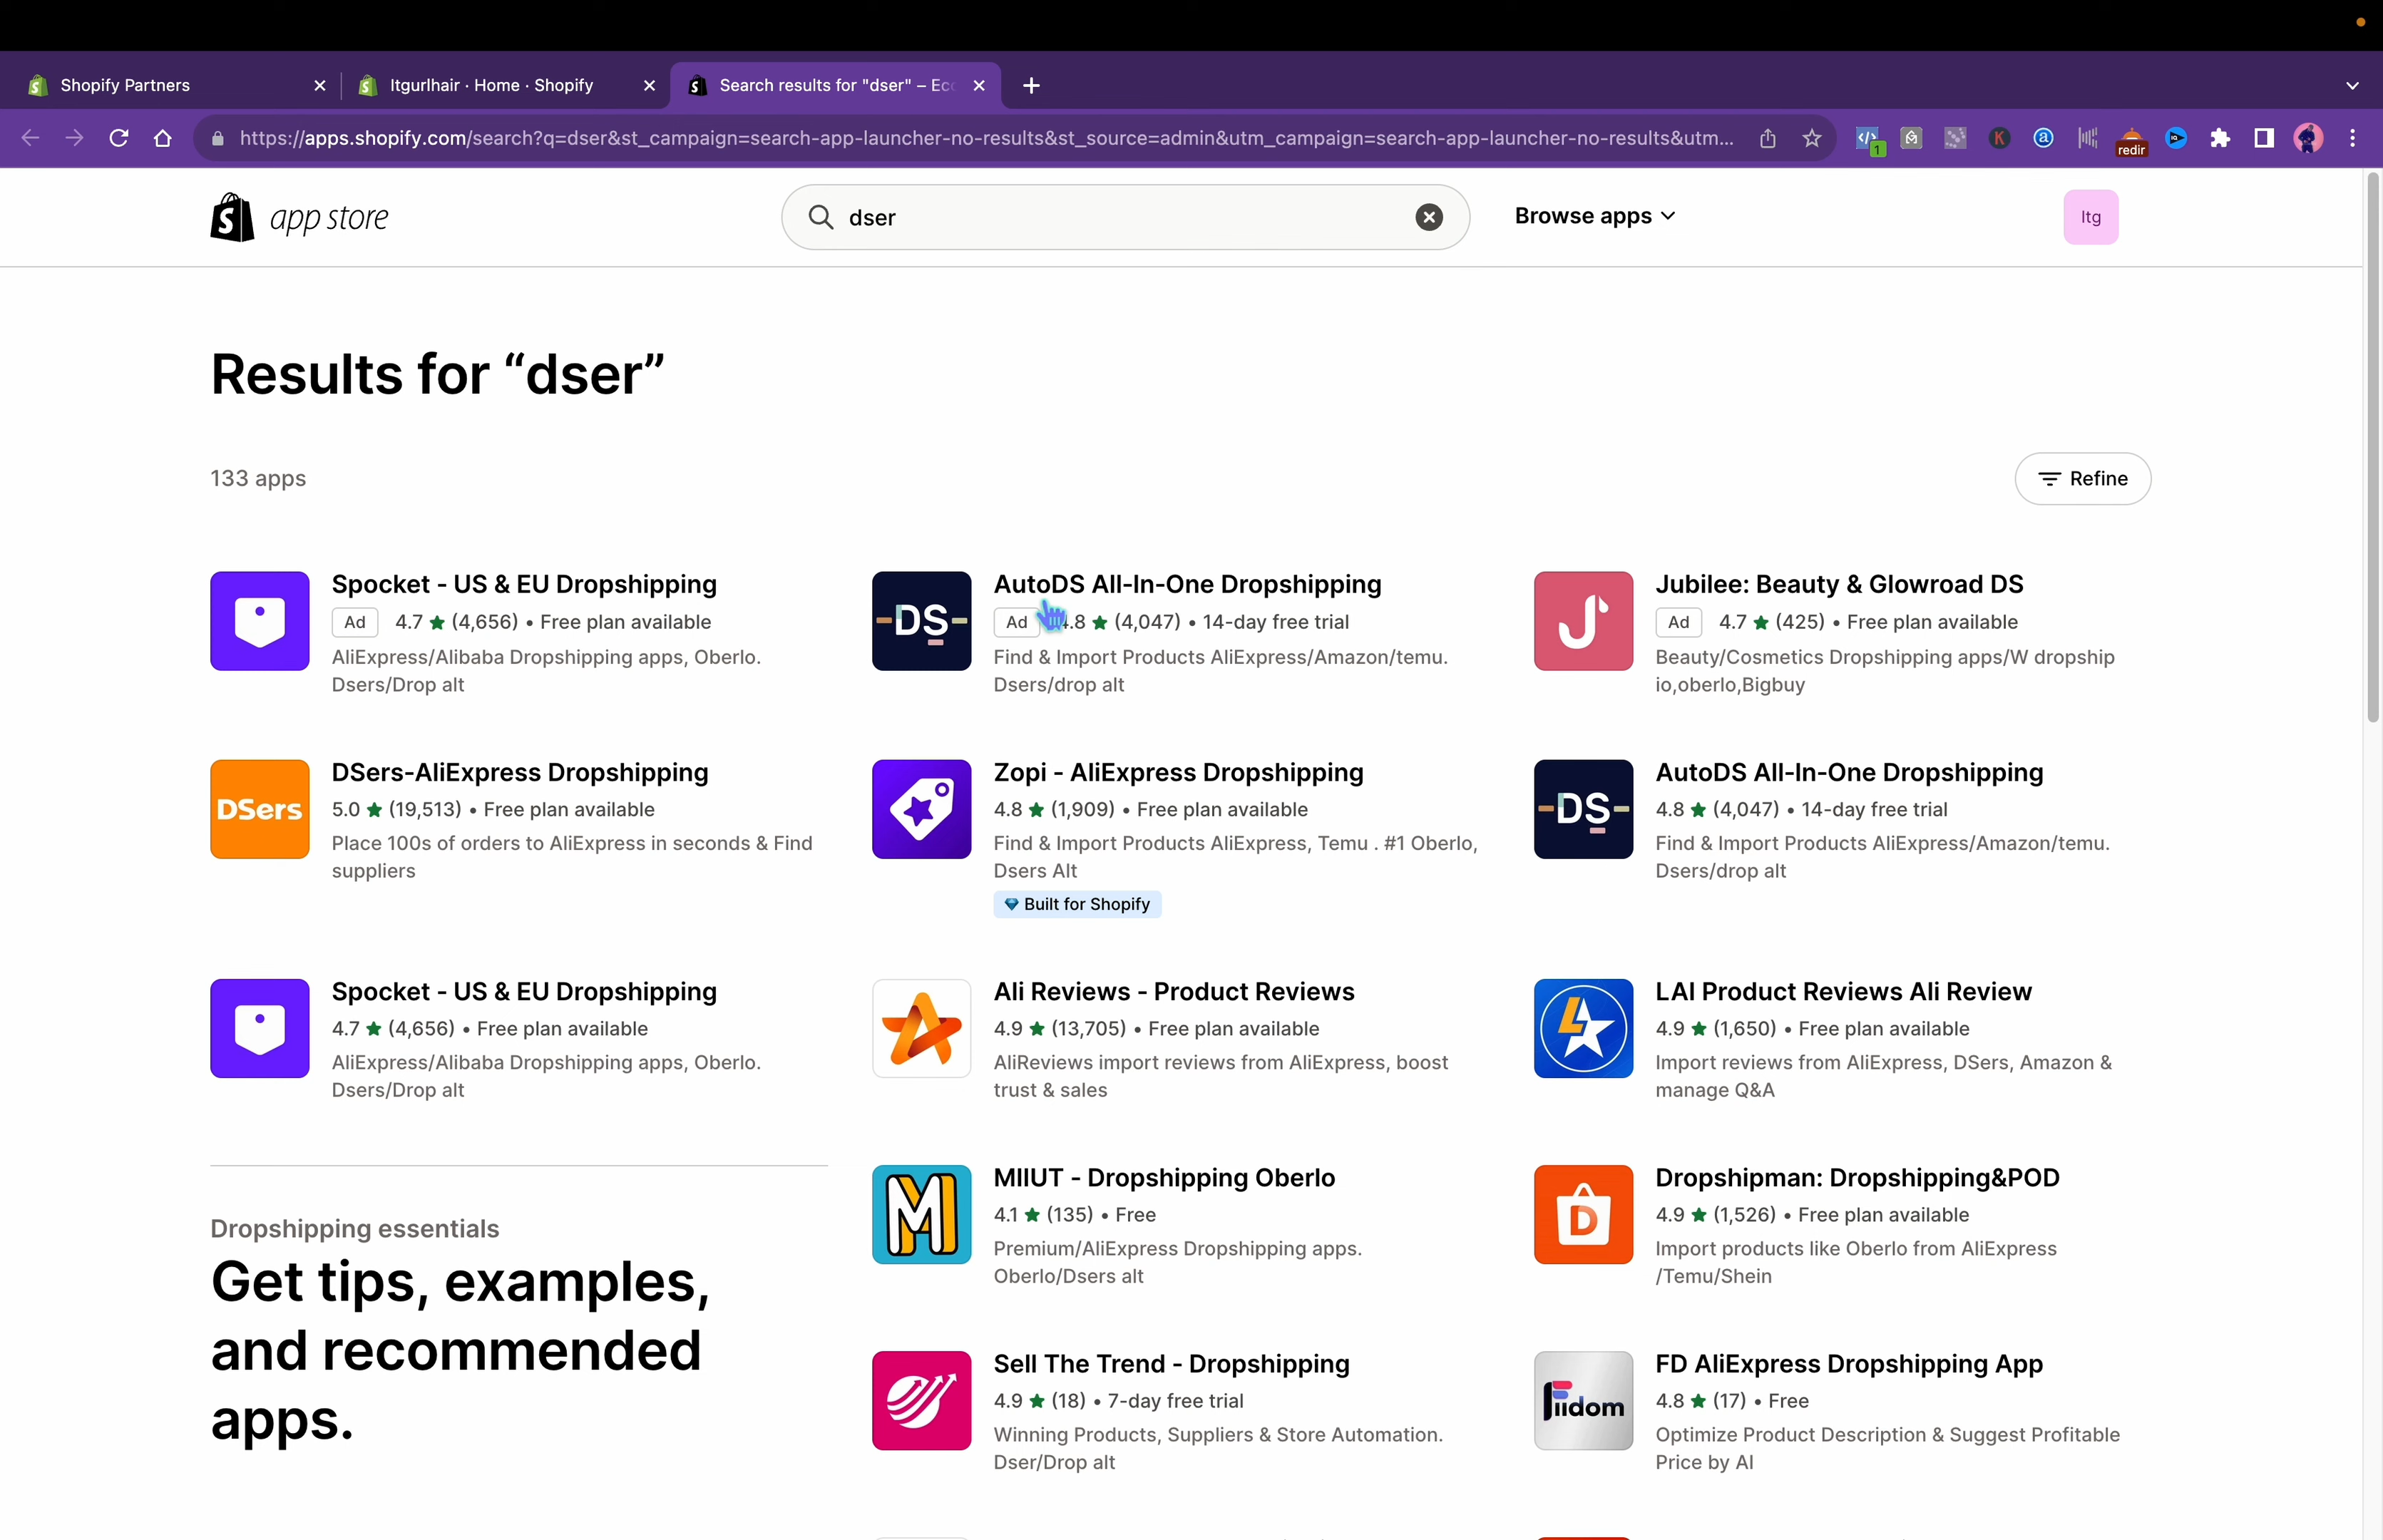 Shopify Partners
Itgurlhair · Home · Shopify
Search results for "dser" – Ec
https://apps.shopify.com/search?q=dser&st_campaign=search-app-launcher-no-results&st_source=admin&utm_campaign=search-app-launcher-no-results&utm...
1
K
a
redir
app store
dser
Browse apps
Itg
Results for “dser”
133 apps
Refine
Spocket - US & EU Dropshipping
Ad 4.7 ★ (4,656) • Free plan available
AliExpress/Alibaba Dropshipping apps, Oberlo.
Dsers/Drop alt
-DS-
AutoDS All-In-One Dropshipping
Ad 4.8 ★ (4,047) • 14-day free trial
Find & Import Products AliExpress/Amazon/temu.
Dsers/drop alt
Jubilee: Beauty & Glowroad DS
Ad 4.7 ★ (425) • Free plan available
Beauty/Cosmetics Dropshipping apps/W dropship
io,oberlo,Bigbuy
DSers
DSers-AliExpress Dropshipping
5.0 ★ (19,513) • Free plan available
Place 100s of orders to AliExpress in seconds & Find
suppliers
Zopi - AliExpress Dropshipping
4.8 ★ (1,909) • Free plan available
Find & Import Products AliExpress, Temu . #1 Oberlo,
Dsers Alt
Built for Shopify
-DS-
AutoDS All-In-One Dropshipping
4.8 ★ (4,047) • 14-day free trial
Find & Import Products AliExpress/Amazon/temu.
Dsers/drop alt
Spocket - US & EU Dropshipping
4.7 ★ (4,656) • Free plan available
AliExpress/Alibaba Dropshipping apps, Oberlo.
Dsers/Drop alt
Ali Reviews - Product Reviews
4.9 ★ (13,705) • Free plan available
AliReviews import reviews from AliExpress, boost
trust & sales
LAI Product Reviews Ali Review
4.9 ★ (1,650) • Free plan available
Import reviews from AliExpress, DSers, Amazon &
manage Q&A
Dropshipping essentials
Get tips, examples,
and recommended
apps.
M
MIIUT - Dropshipping Oberlo
4.1 ★ (135) • Free
Premium/AliExpress Dropshipping apps.
Oberlo/Dsers alt
D
Dropshipman: Dropshipping&POD
4.9 ★ (1,526) • Free plan available
Import products like Oberlo from AliExpress
/Temu/Shein
Sell The Trend - Dropshipping
4.9 ★ (18) • 7-day free trial
Winning Products, Suppliers & Store Automation.
Dser/Drop alt
Fiidom
FD AliExpress Dropshipping App
4.8 ★ (17) • Free
Optimize Product Description & Suggest Profitable
Price by AI